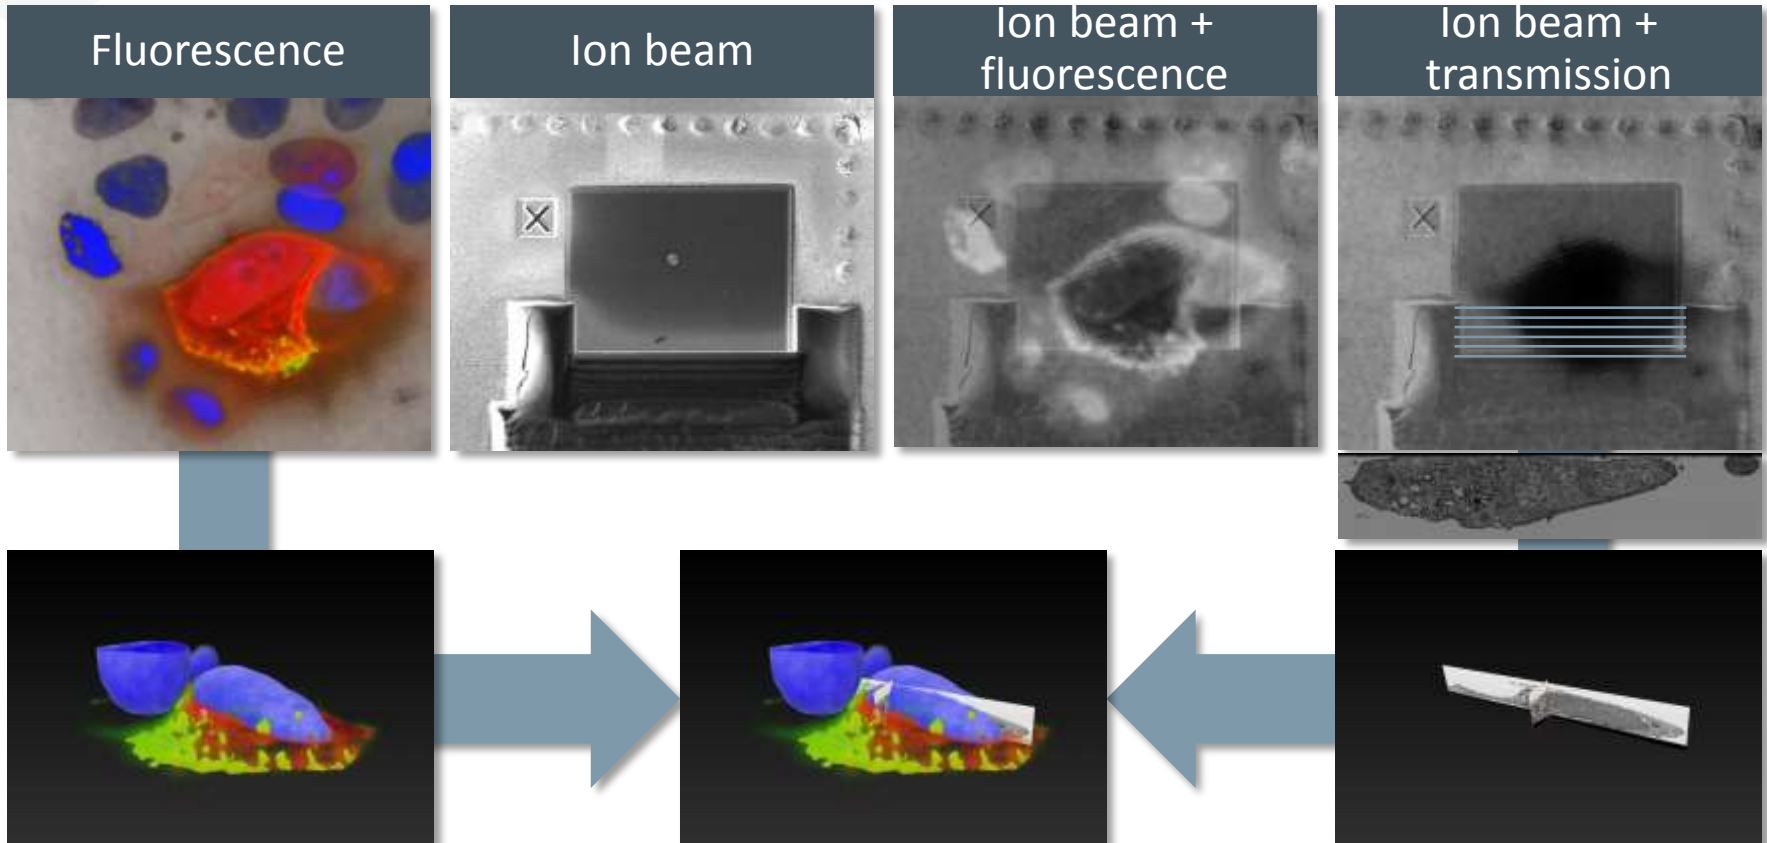 Fluorescence
Ion beam
Ion beam +
fluorescence
Ion beam +
transmission